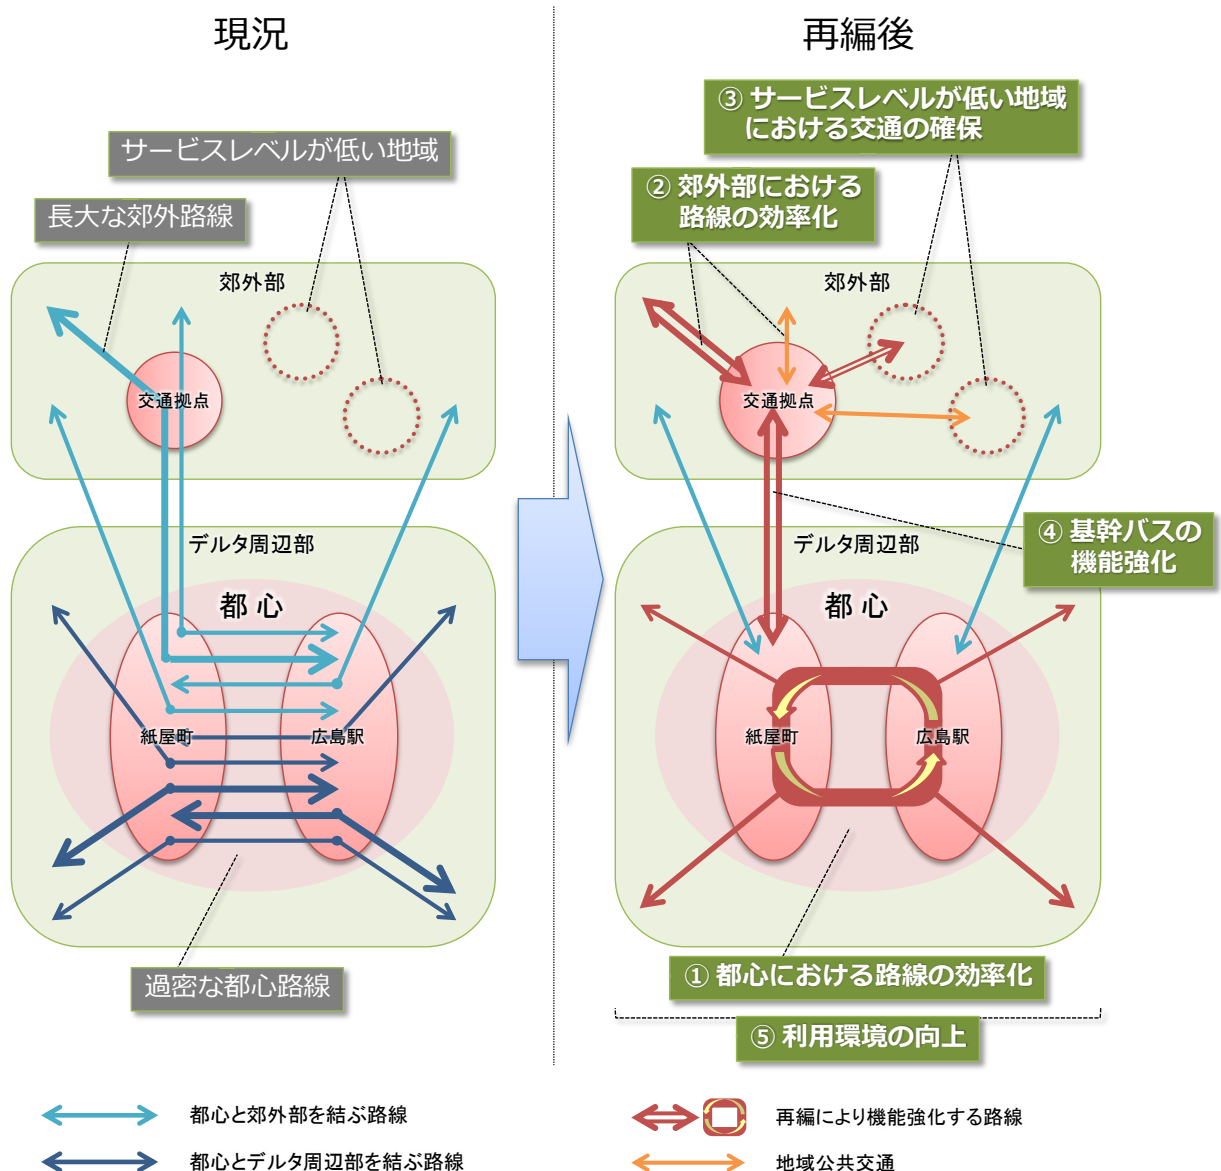 現況
サービスレベルが低い地域
長大な郊外路線
郊外部
交通拠点
デルタ周辺部
都心
紙屋町
広島駅
過密な都心路線
再編後
③ サービスレベルが低い地域
における交通の確保
② 郊外部における
路線の効率化
郊外部
交通拠点
④ 基幹バスの
機能強化
デルタ周辺部
都心
紙屋町
広島駅
① 都心における路線の効率化
⑤ 利用環境の向上
都心と郊外部を結ぶ路線
都心とデルタ周辺部を結ぶ路線
再編により機能強化する路線
地域公共交通